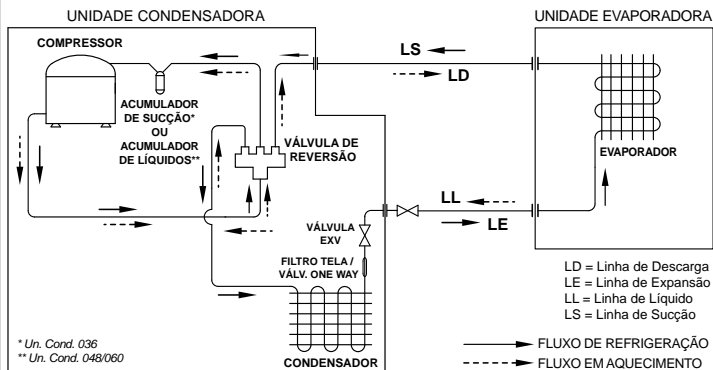 UNIDADE CONDENSADORA
UNIDADE EVAPORADORA
COMPRESSOR
ACUMULADOR
DE SUCÇÃO*
OU
ACUMULADOR
DE LÍQUIDOS**
VÁLVULA DE
REVERSÃO
LS
LD
EVAPORADOR
LL
LE
VÁLVULA
EXV
FILTRO TELA /
VÁLV. ONE WAY
CONDENSADOR
* Un. Cond. 036
** Un. Cond. 048/060
LD = Linha de Descarga
LE = Linha de Expansão
LL = Linha de Líquido
LS = Linha de Sucção
FLUXO DE REFRIGERAÇÃO
FLUXO EM AQUECIMENTO